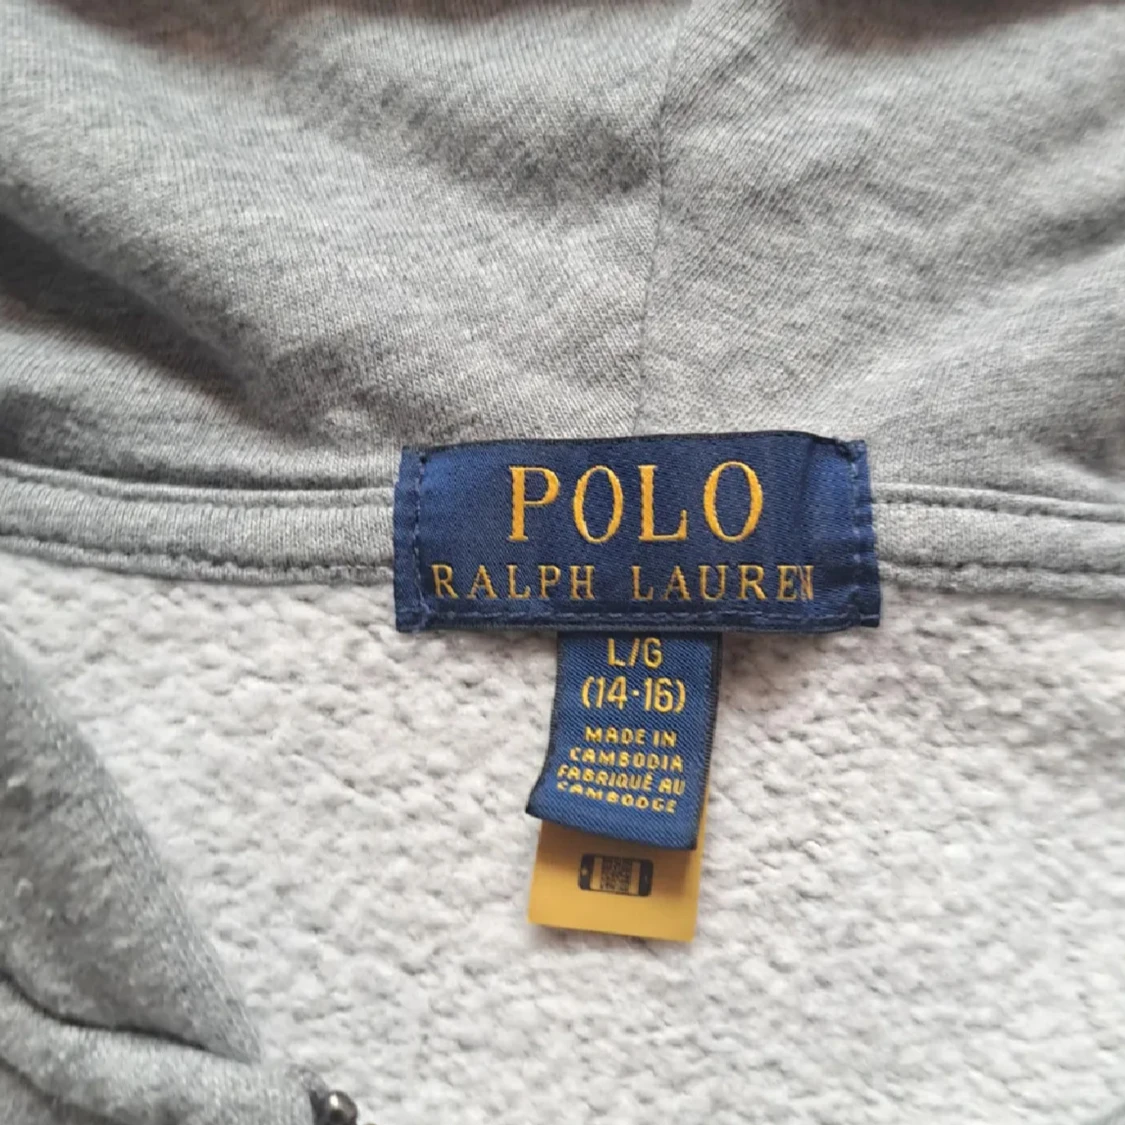 POLO
RALPH LAUREN
L/G
(14-16)
MADE IN
CAMBODIA
FABRIQUÉ AU
CAMBODGE